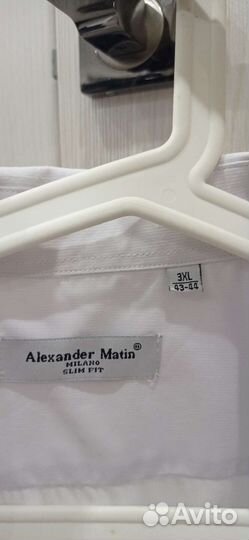 3XL
43-44
Alexander Matin®
MILANO
SLIM FIT
Avito